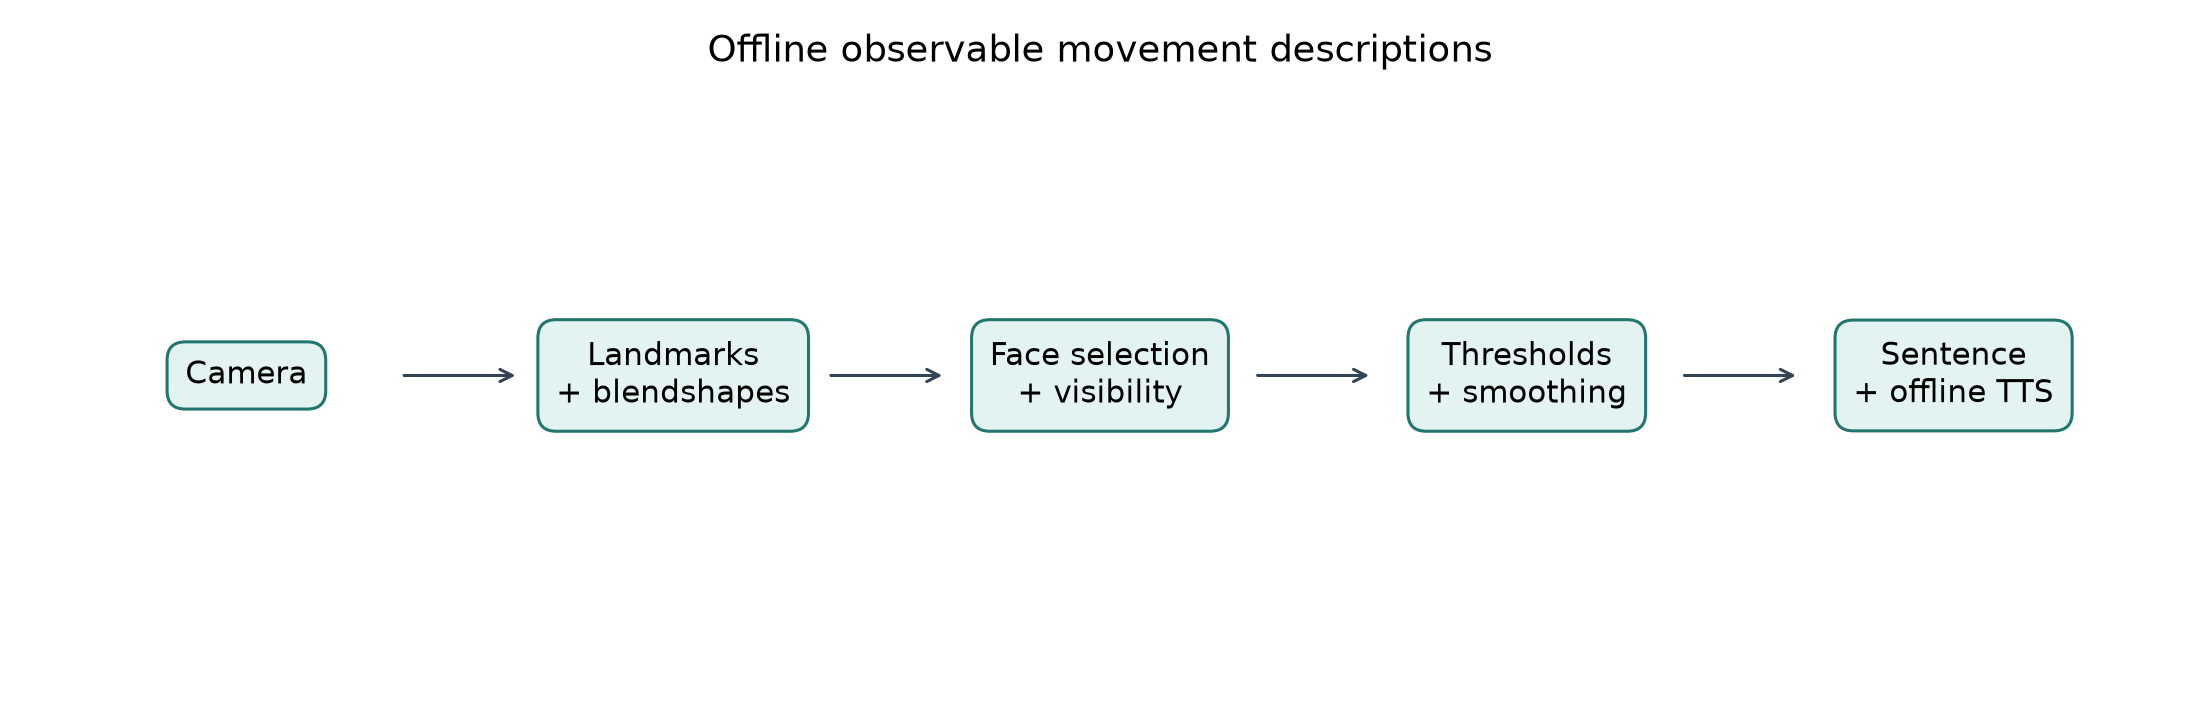 Offline observable movement descriptions
Camera
Landmarks
+ blendshapes
Face selection
+ visibility
Thresholds
+ smoothing
Sentence
+ offline TTS